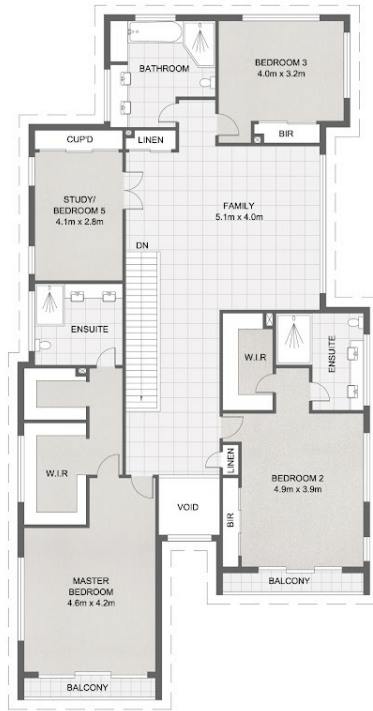 BEDROOM 3
4.0m x 3.2m
BATHROOM
BIR
CUP'D
LINEN
STUDY/
BEDROOM 5
4.1m x 2.8m
FAMILY
5.1m x 4.0m
DN
ENSUITE
W.I.R
ENSUITE
W.I.R
LINEN
BEDROOM 2
4.9m x 3.9m
VOID
BIR
MASTER
BEDROOM
4.6m x 4.2m
BALCONY
BALCONY